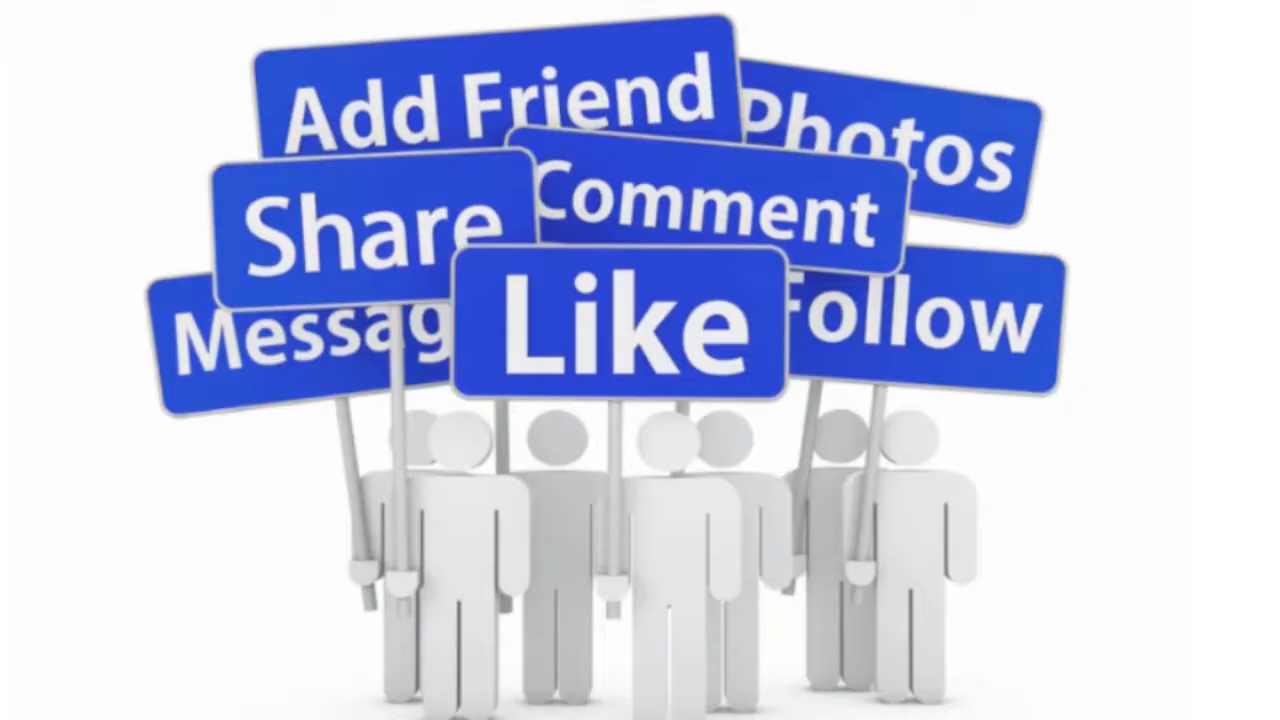 Add Friend
Photos
Share
Comment
Messag
Like
Follow